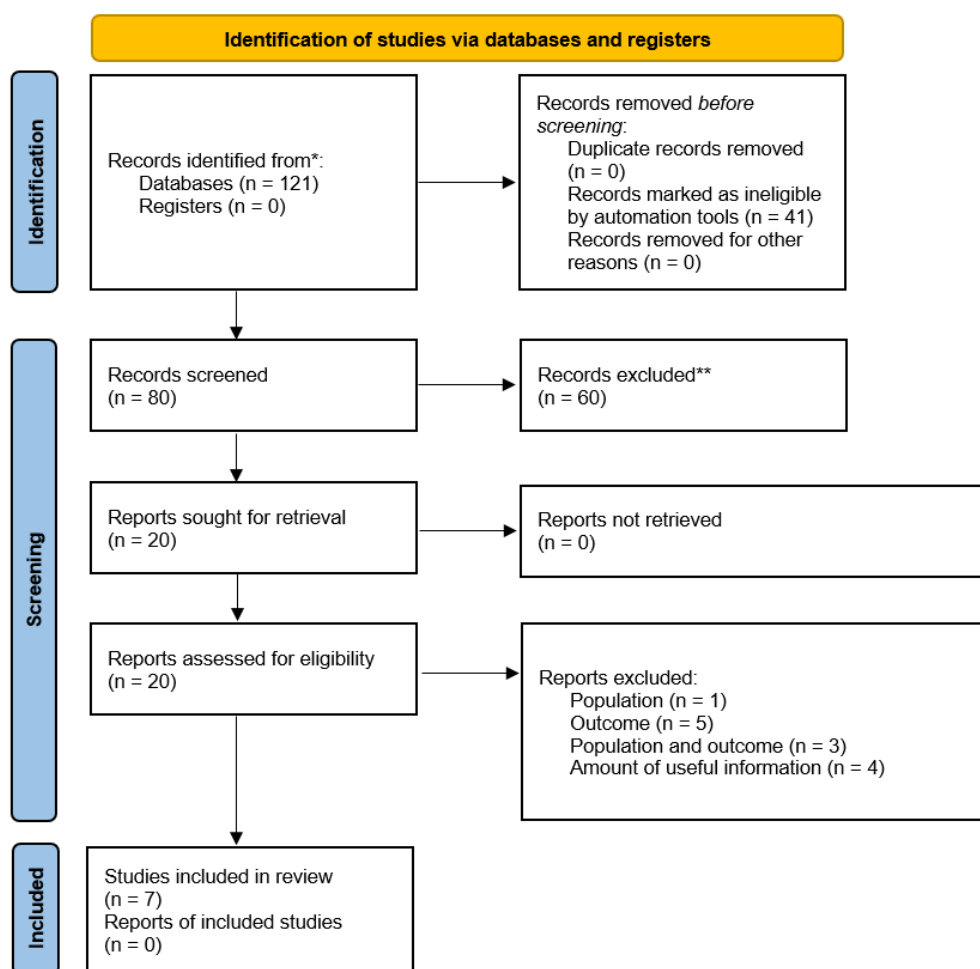 Identification of studies via databases and registers
Identification
Records identified from*:
Databases (n = 121)
Registers (n = 0)
Records removed before
screening:
Duplicate records removed
(n = 0)
Records marked as ineligible
by automation tools (n = 41)
Records removed for other
reasons (n = 0)
Screening
Records screened
(n = 80)
Records excluded**
(n = 60)
Reports sought for retrieval
(n = 20)
Reports not retrieved
(n = 0)
Reports assessed for eligibility
(n = 20)
Reports excluded:
Population (n = 1)
Outcome (n = 5)
Population and outcome (n = 3)
Amount of useful information (n = 4)
Included
Studies included in review
(n = 7)
Reports of included studies
(n = 0)